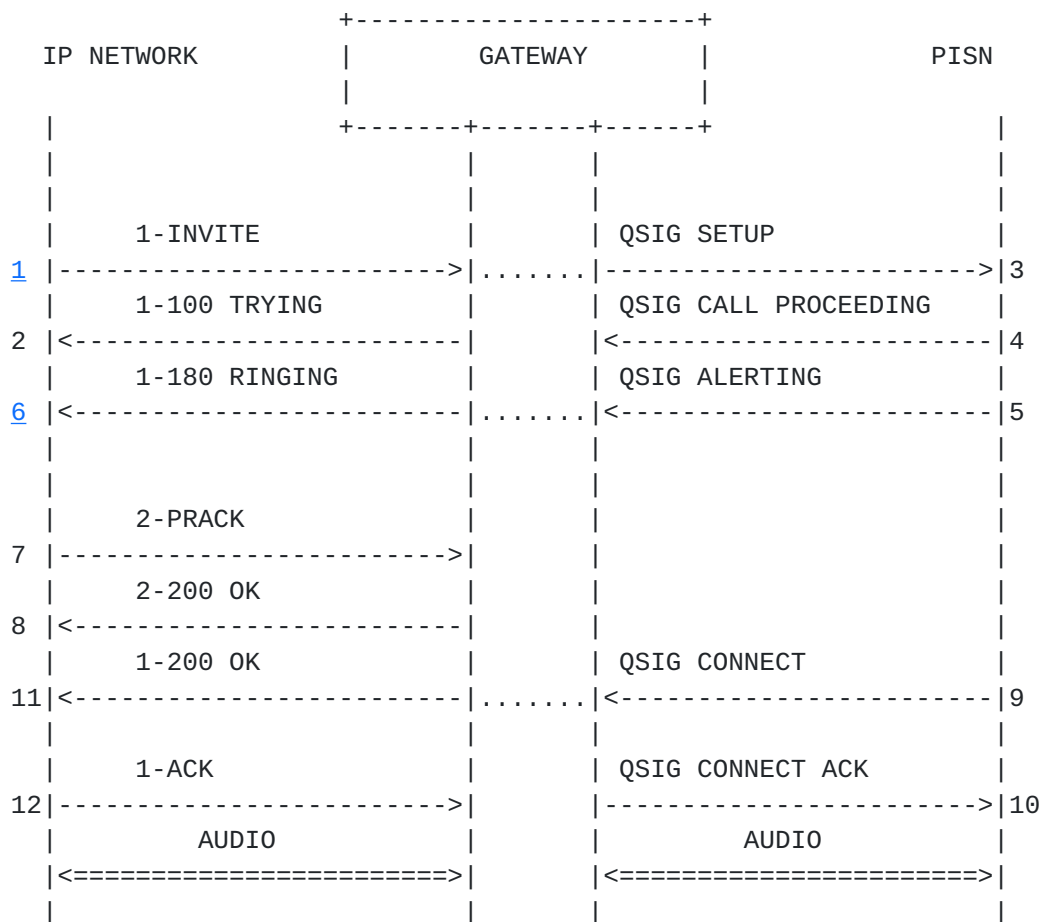 +----------------------+
IP NETWORK | GATEWAY | PISN
| |
| +-------+-------+------+ |
| | | |
| | | |
| 1-INVITE | | QSIG SETUP |
1 |------------------------->|.......|------------------------>|3
| 1-100 TRYING | | QSIG CALL PROCEEDING |
2 |<-------------------------| |<------------------------|4
| 1-180 RINGING | | QSIG ALERTING |
6 |<-------------------------|.......|<------------------------|5
| | | |
| | | |
| 2-PRACK | | |
7 |------------------------->| | |
| 2-200 OK | | |
8 |<-------------------------| | |
| 1-200 OK | | QSIG CONNECT |
11|<-------------------------|.......|<------------------------|9
| | | |
| 1-ACK | | QSIG CONNECT ACK |
12|------------------------->| |------------------------>|10
| AUDIO | | AUDIO |
|<========================>| |<=======================>|
| | | |